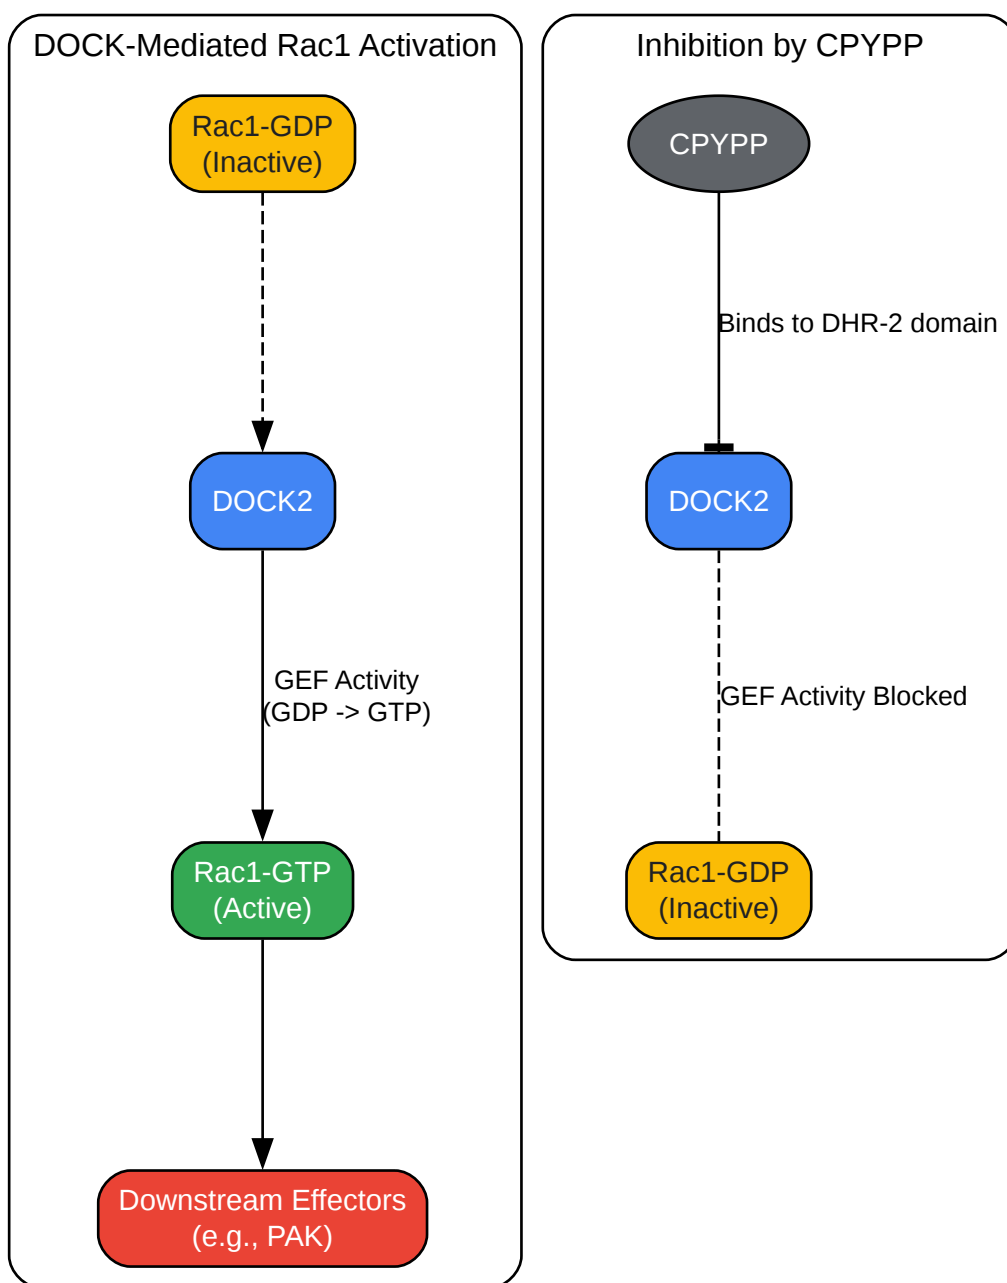 DOCK-Mediated Rac1 Activation
Rac1-GDP
(Inactive)
DOCK2
GEF Activity
(GDP -> GTP)
Rac1-GTP
(Active)
Downstream Effectors
(e.g., PAK)
Inhibition by CPYPP
CPYPP
Binds to DHR-2 domain
DOCK2
GEF Activity Blocked
Rac1-GDP
(Inactive)